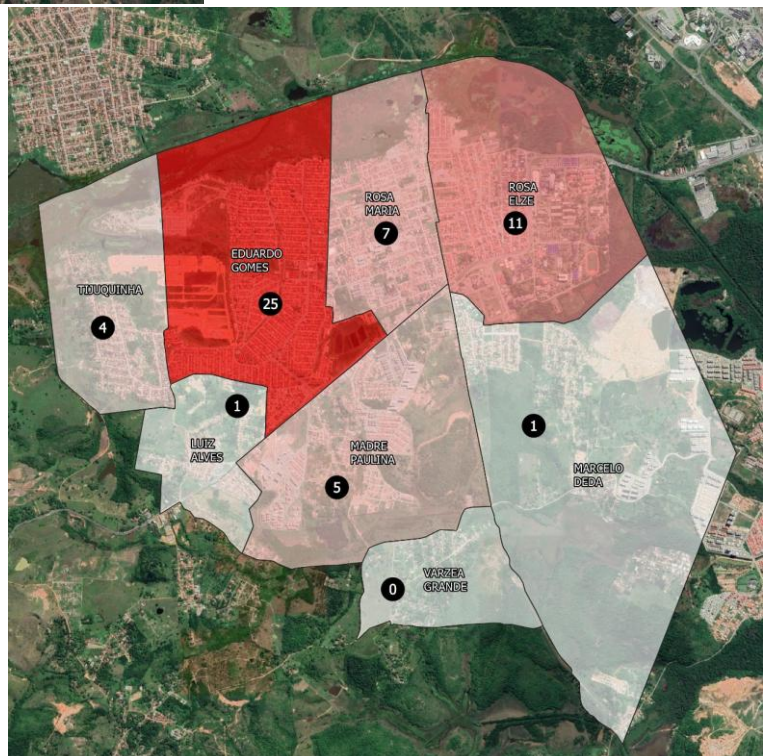 ROSA
MARIA
7
ROSA
ELZE
11
EDUARDO
GOMES
25
TIJUQUINHA
4
1
LUIZ
ALVES
MADRE
PAULINA
5
1
MARCELO
DEDA
VARZEA
GRANDE
0